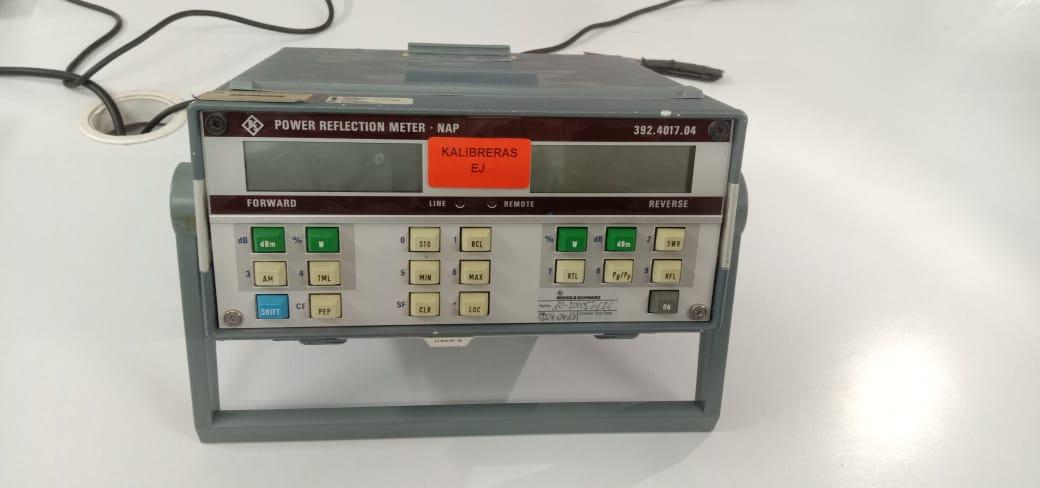 POWER REFLECTION METER · NAP
392.4017.04
KALIBRERAS
EJ
FORWARD
LINE
REMOTE
REVERSE
dB dBm % W
0 STO 1 RCL
% W dB dBm 2 SWR
3 AM 4 TML
5 MIN 6 MAX
7 RTL 8 PR/PF 9 RFL
SHIFT CF PEP
SF CLR · LOC
ROHDE & SCHWARZ
ON